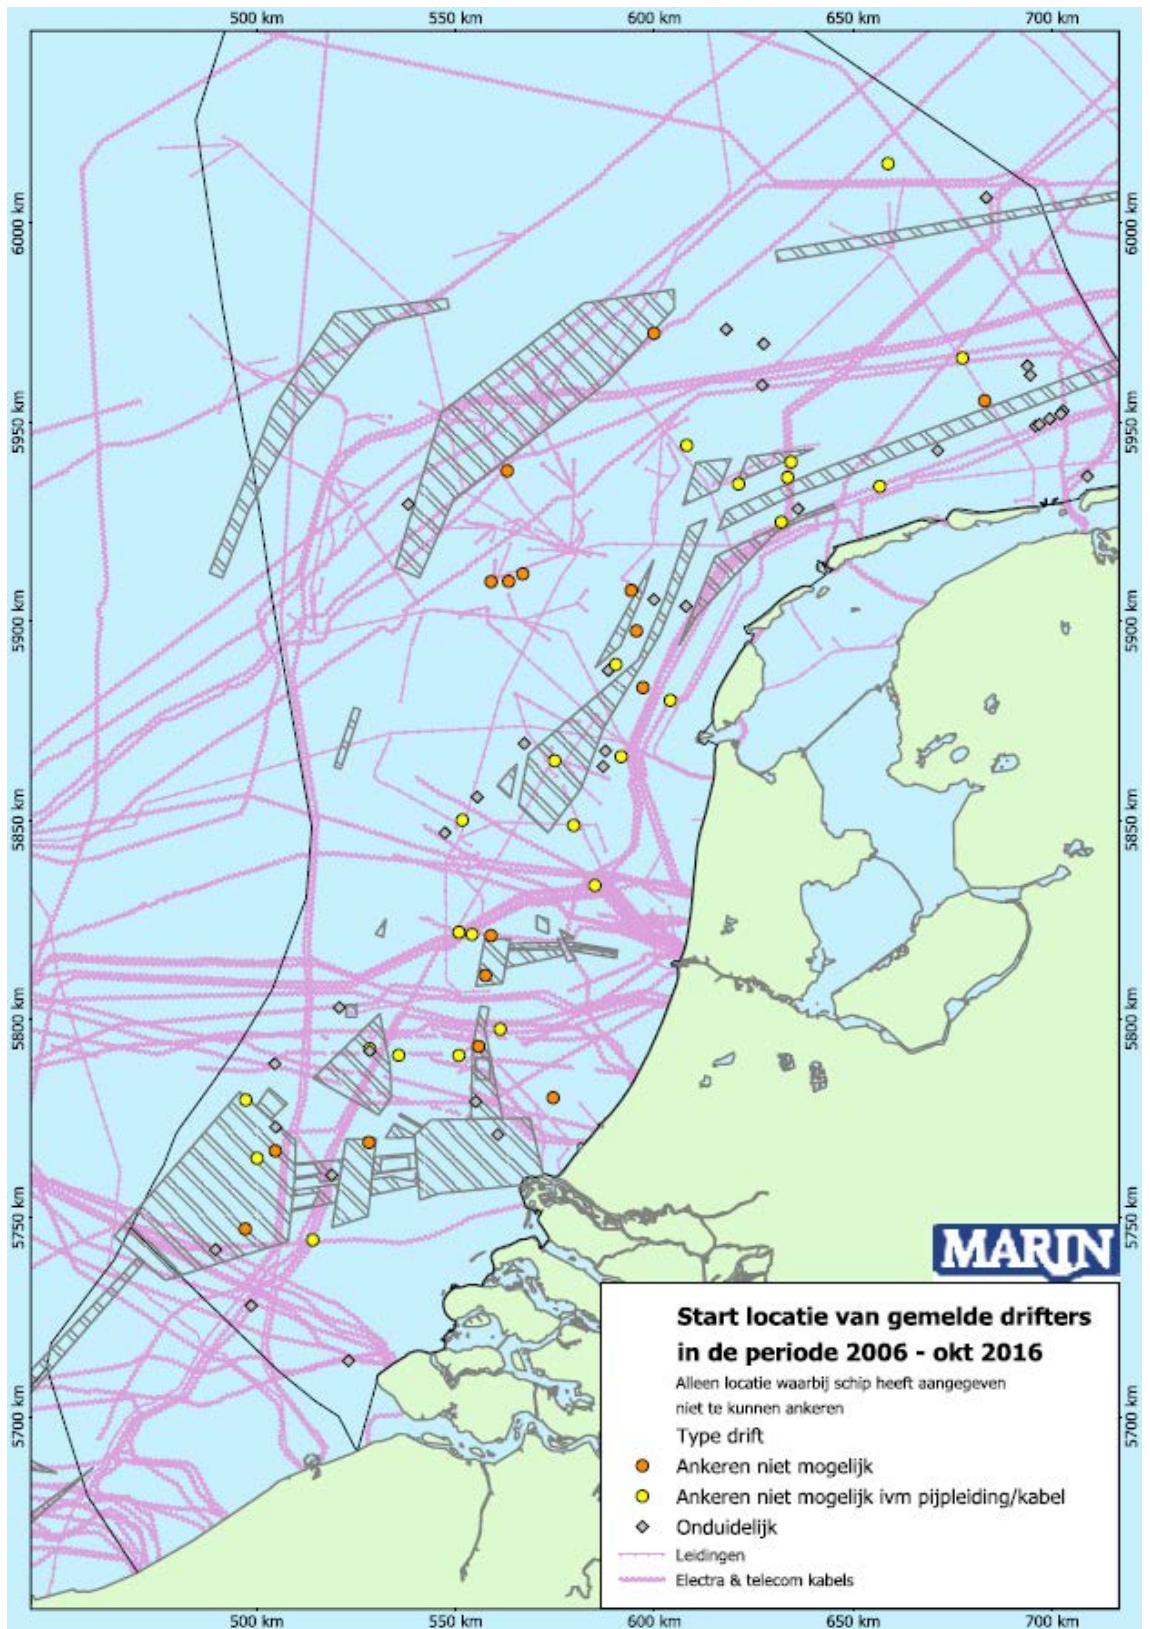 500 km 550 km 600 km 650 km 700 km
6000 km 6000 km
5950 km 5950 km
5900 km 5900 km
5850 km 5850 km
5800 km 5800 km
5750 km 5750 km
5700 km 5700 km
MARIN
Start locatie van gemelde drifters
in de periode 2006 - okt 2016
Alleen locatie waarbij schip heeft aangegeven
niet te kunnen ankeren
Type drift
Ankeren niet mogelijk
Ankeren niet mogelijk ivm pijpleiding/kabel
Onduidelijk
Leidingen
Electra & telecom kabels
500 km 550 km 600 km 650 km 700 km